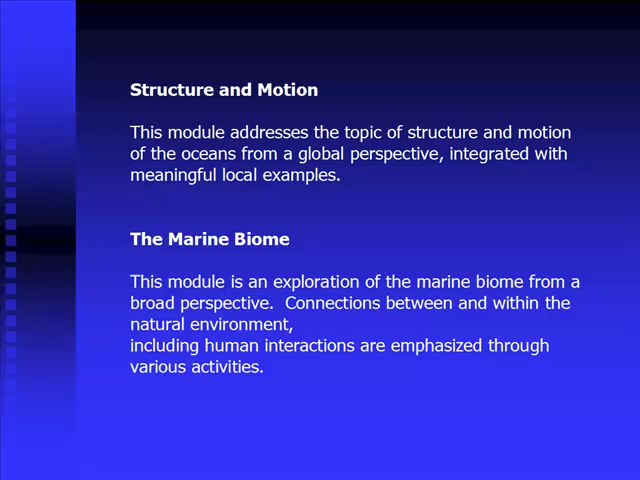 Structure and Motion
This module addresses the topic of structure and motion
of the oceans from a global perspective, integrated with
meaningful local examples.
The Marine Biome
This module is an exploration of the marine biome from a
broad perspective.  Connections between and within the
natural environment,
including human interactions are emphasized through
various activities.